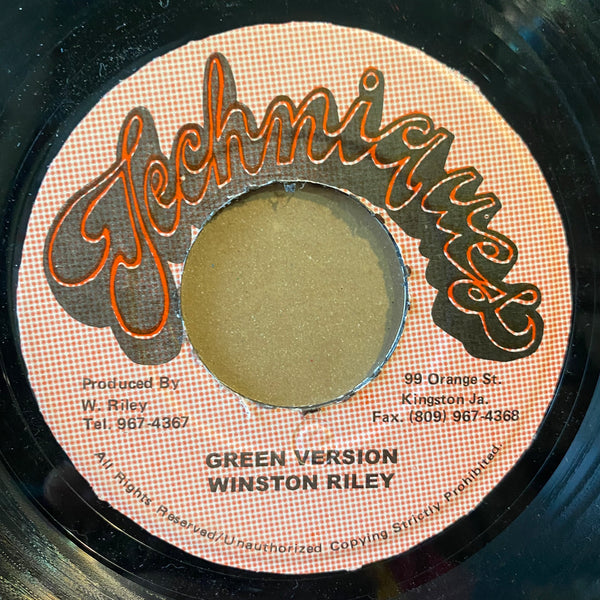 Techniques
Produced By
W. Riley
Tel. 967-4367
99 Orange St.
Kingston Ja.
Fax. (809) 967-4368
GREEN VERSION
WINSTON RILEY
All Rights Reserved/Unauthorized Copying Strictly Prohibited.